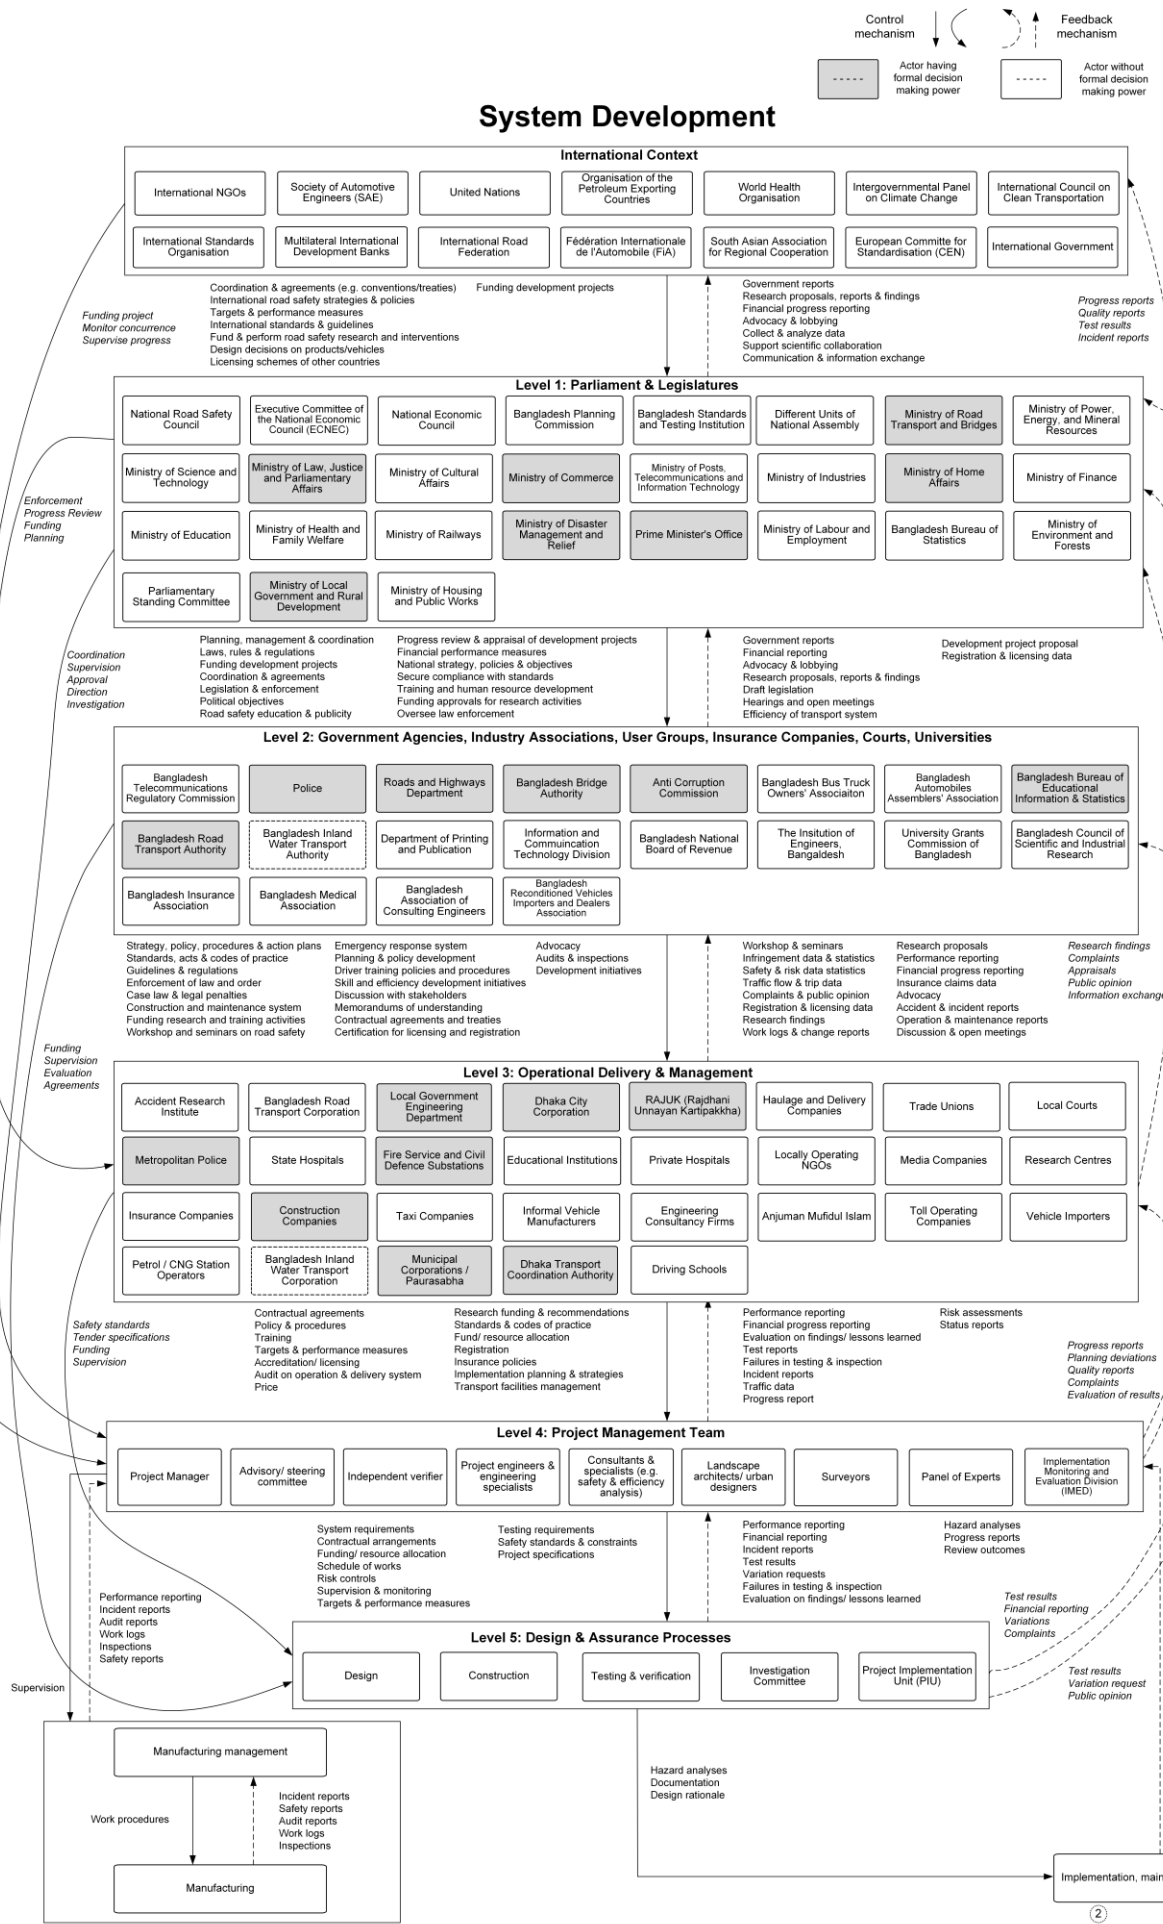 Control
mechanism
Feedback
mechanism
Actor having
formal decision
making power
Actor without
formal decision
making power
System Development
International Context
International NGOs
Society of Automotive
Engineers (SAE)
United Nations
Organisation of the
Petroleum Exporting
Countries
World Health
Organisation
Intergovernmental Panel
on Climate Change
International Council on
Clean Transportation
International Standards
Organisation
Multilateral International
Development Banks
International Road
Federation
Fédération Internationale
de l'Automobile (FiA)
South Asian Association
for Regional Cooperation
European Committe for
Standardisation (CEN)
International Government
Funding project
Monitor concurrence
Supervise progress
Coordination & agreements (e.g. conventions/treaties)
International road safety strategies & policies
Targets & performance measures
International standards & guidelines
Fund & perform road safety research and interventions
Design decisions on products/vehicles
Licensing schemes of other countries
Funding development projects
Government reports
Research proposals, reports & findings
Financial progress reporting
Advocacy & lobbying
Collect & analyze data
Support scientific collaboration
Communication & information exchange
Progress reports
Quality reports
Test results
Incident reports
Level 1: Parliament & Legislatures
National Road Safety
Council
Executive Committee of
the National Economic
Council (ECNEC)
National Economic
Council
Bangladesh Planning
Commission
Bangladesh Standards
and Testing Institution
Different Units of
National Assembly
Ministry of Road
Transport and Bridges
Ministry of Power,
Energy, and Mineral
Resources
Ministry of Science and
Technology
Ministry of Law, Justice
and Parliamentary
Affairs
Ministry of Cultural
Affairs
Ministry of Commerce
Ministry of Posts,
Telecommunications and
Information Technology
Ministry of Industries
Ministry of Home
Affairs
Ministry of Finance
Ministry of Education
Ministry of Health and
Family Welfare
Ministry of Railways
Ministry of Disaster
Management and
Relief
Prime Minister's Office
Ministry of Labour and
Employment
Bangladesh Bureau of
Statistics
Ministry of
Environment and
Forests
Parliamentary
Standing Committee
Ministry of Local
Government and Rural
Development
Ministry of Housing
and Public Works
Enforcement
Progress Review
Funding
Planning
Coordination
Supervision
Approval
Direction
Investigation
Planning, management & coordination
Laws, rules & regulations
Funding development projects
Coordination & agreements
Legislation & enforcement
Political objectives
Road safety education & publicity
Progress review & appraisal of development projects
Financial performance measures
National strategy, policies & objectives
Secure compliance with standards
Training and human resource development
Funding approvals for research activities
Oversee law enforcement
Government reports
Financial reporting
Advocacy & lobbying
Research proposals, reports & findings
Draft legislation
Hearings and open meetings
Efficiency of transport system
Development project proposal
Registration & licensing data
Level 2: Government Agencies, Industry Associations, User Groups, Insurance Companies, Courts, Universities
Bangladesh
Telecommunications
Regulatory Commission
Police
Roads and Highways
Department
Bangladesh Bridge
Authority
Anti Corruption
Commission
Bangladesh Bus Truck
Owners' Associaiton
Bangladesh
Automobiles
Assemblers' Association
Bangladesh Bureau of
Educational
Information & Statistics
Bangladesh Road
Transport Authority
Bangladesh Inland
Water Transport
Authority
Department of Printing
and Publication
Information and
Commuincation
Technology Division
Bangladesh National
Board of Revenue
The Insitution of
Engineers,
Bangaldesh
University Grants
Commission of
Bangladesh
Bangladesh Council of
Scientific and Industrial
Research
Bangladesh Insurance
Association
Bangladesh Medical
Association
Bangladesh
Association of
Consulting Engineers
Bangladesh
Reconditioned Vehicles
Importers and Dealers
Association
Strategy, policy, procedures & action plans
Standards, acts & codes of practice
Guidelines & regulations
Enforcement of law and order
Case law & legal penalties
Construction and maintenance system
Funding research and training activities
Workshop and seminars on road safety
Emergency response system
Planning & policy development
Driver training policies and procedures
Skill and efficiency development initiatives
Discussion with stakeholders
Memorandums of understanding
Contractual agreements and treaties
Certification for licensing and registration
Advocacy
Audits & inspections
Development initiatives
Workshop & seminars
Infringement data & statistics
Safety & risk data statistics
Traffic flow & trip data
Complaints & public opinion
Registration & licensing data
Research findings
Work logs & change reports
Research proposals
Performance reporting
Financial progress reporting
Insurance claims data
Advocacy
Accident & incident reports
Operation & maintenance reports
Discussion & open meetings
Research findings
Complaints
Appraisals
Public opinion
Information exchange
Funding
Supervision
Evaluation
Agreements
Level 3: Operational Delivery & Management
Accident Research
Institute
Bangladesh Road
Transport Corporation
Local Government
Engineering
Department
Dhaka City
Corporation
RAJUK (Rajdhani
Unnayan Kartipakkha)
Haulage and Delivery
Companies
Trade Unions
Local Courts
Metropolitan Police
State Hospitals
Fire Service and Civil
Defence Substations
Educational Institutions
Private Hospitals
Locally Operating
NGOs
Media Companies
Research Centres
Insurance Companies
Construction
Companies
Taxi Companies
Informal Vehicle
Manufacturers
Engineering
Consultancy Firms
Anjuman Mufidul Islam
Toll Operating
Companies
Vehicle Importers
Petrol / CNG Station
Operators
Bangladesh Inland
Water Transport
Corporation
Municipal
Corporations /
Paurasabha
Dhaka Transport
Coordination Authority
Driving Schools
Safety standards
Tender specifications
Funding
Supervision
Contractual agreements
Policy & procedures
Training
Targets & performance measures
Accreditation/ licensing
Audit on operation & delivery system
Price
Research funding & recommendations
Standards & codes of practice
Fund/ resource allocation
Registration
Insurance policies
Implementation planning & strategies
Transport facilities management
Performance reporting
Financial progress reporting
Evaluation on findings/ lessons learned
Test reports
Failures in testing & inspection
Incident reports
Traffic data
Progress report
Risk assessments
Status reports
Progress reports
Planning deviations
Quality reports
Complaints
Evaluation of results
Level 4: Project Management Team
Project Manager
Advisory/ steering
committee
Independent verifier
Project engineers &
engineering
specialists
Consultants &
specialists (e.g.
safety & efficiency
analysis)
Landscape
architects/ urban
designers
Surveyors
Panel of Experts
Implementation
Monitoring and
Evaluation Division
(IMED)
System requirements
Contractual arrangements
Funding/ resource allocation
Schedule of works
Risk controls
Supervision & monitoring
Targets & performance measures
Testing requirements
Safety standards & constraints
Project specifications
Performance reporting
Financial reporting
Incident reports
Test results
Variation requests
Failures in testing & inspection
Evaluation on findings/ lessons learned
Hazard analyses
Progress reports
Review outcomes
Performance reporting
Incident reports
Audit reports
Work logs
Inspections
Safety reports
Test results
Financial reporting
Variations
Complaints
Level 5: Design & Assurance Processes
Design
Construction
Testing & verification
Investigation
Committee
Project Implementation
Unit (PIU)
Test results
Variation request
Public opinion
Supervision
Manufacturing management
Work procedures
Incident reports
Safety reports
Audit reports
Work logs
Inspections
Manufacturing
Hazard analyses
Documentation
Design rationale
Implementation, main
2